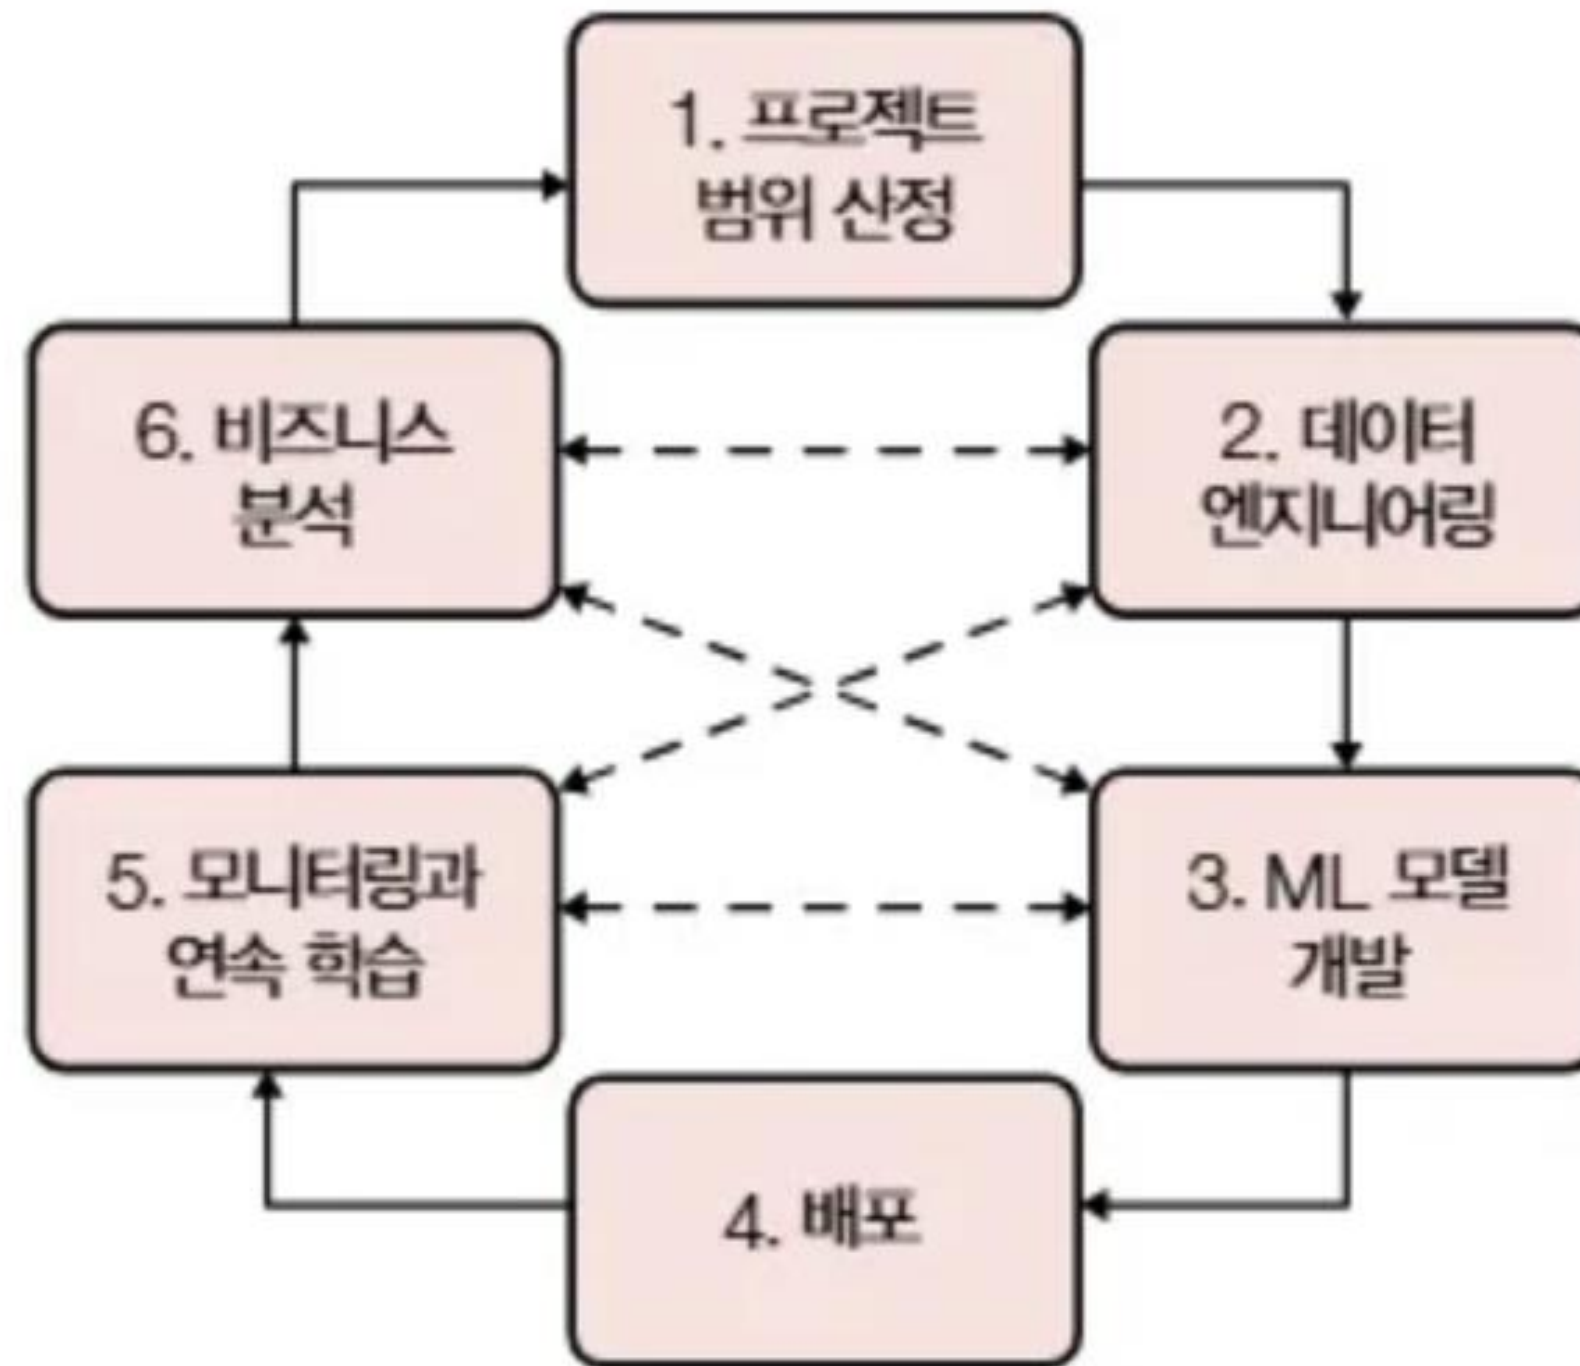 1. 프로젝트
범위 산정
2. 데이터
엔지니어링
3. ML 모델
개발
4. 배포
5. 모니터링과
연속 학습
6. 비즈니스
분석